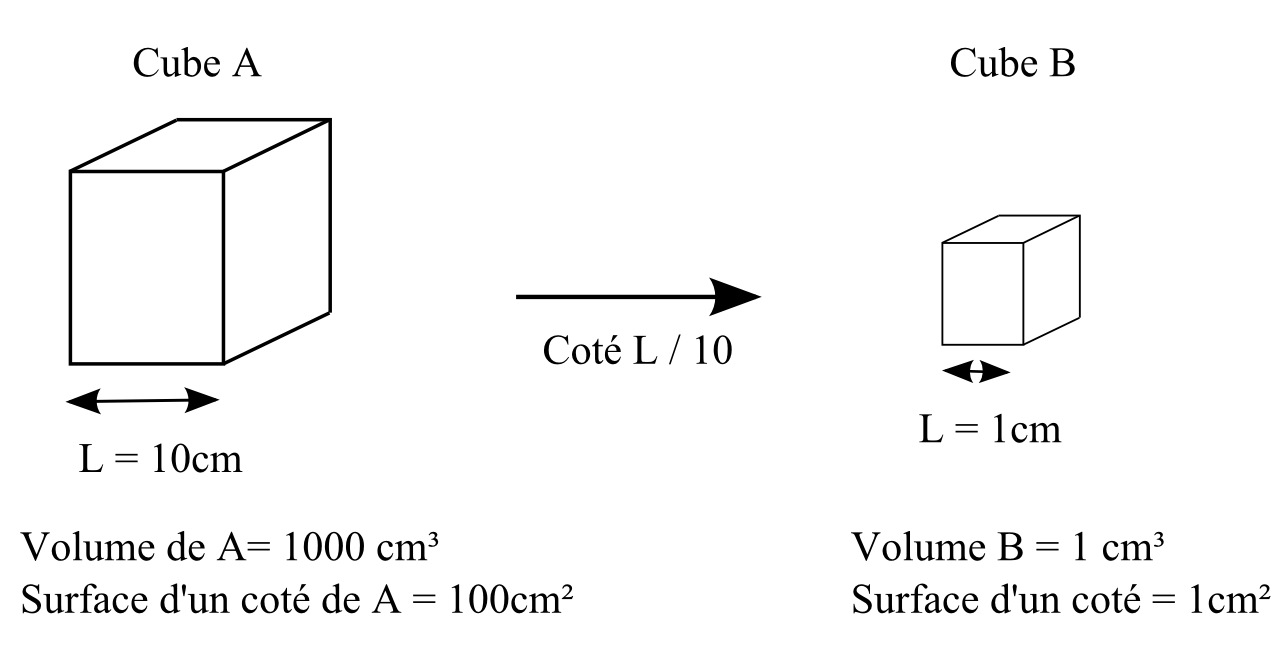 Cube A
Cube B
Coté L / 10
L = 10cm
L = 1cm
Volume de A= 1000 cm³
Surface d'un coté de A = 100cm²
Volume B = 1 cm³
Surface d'un coté = 1cm²